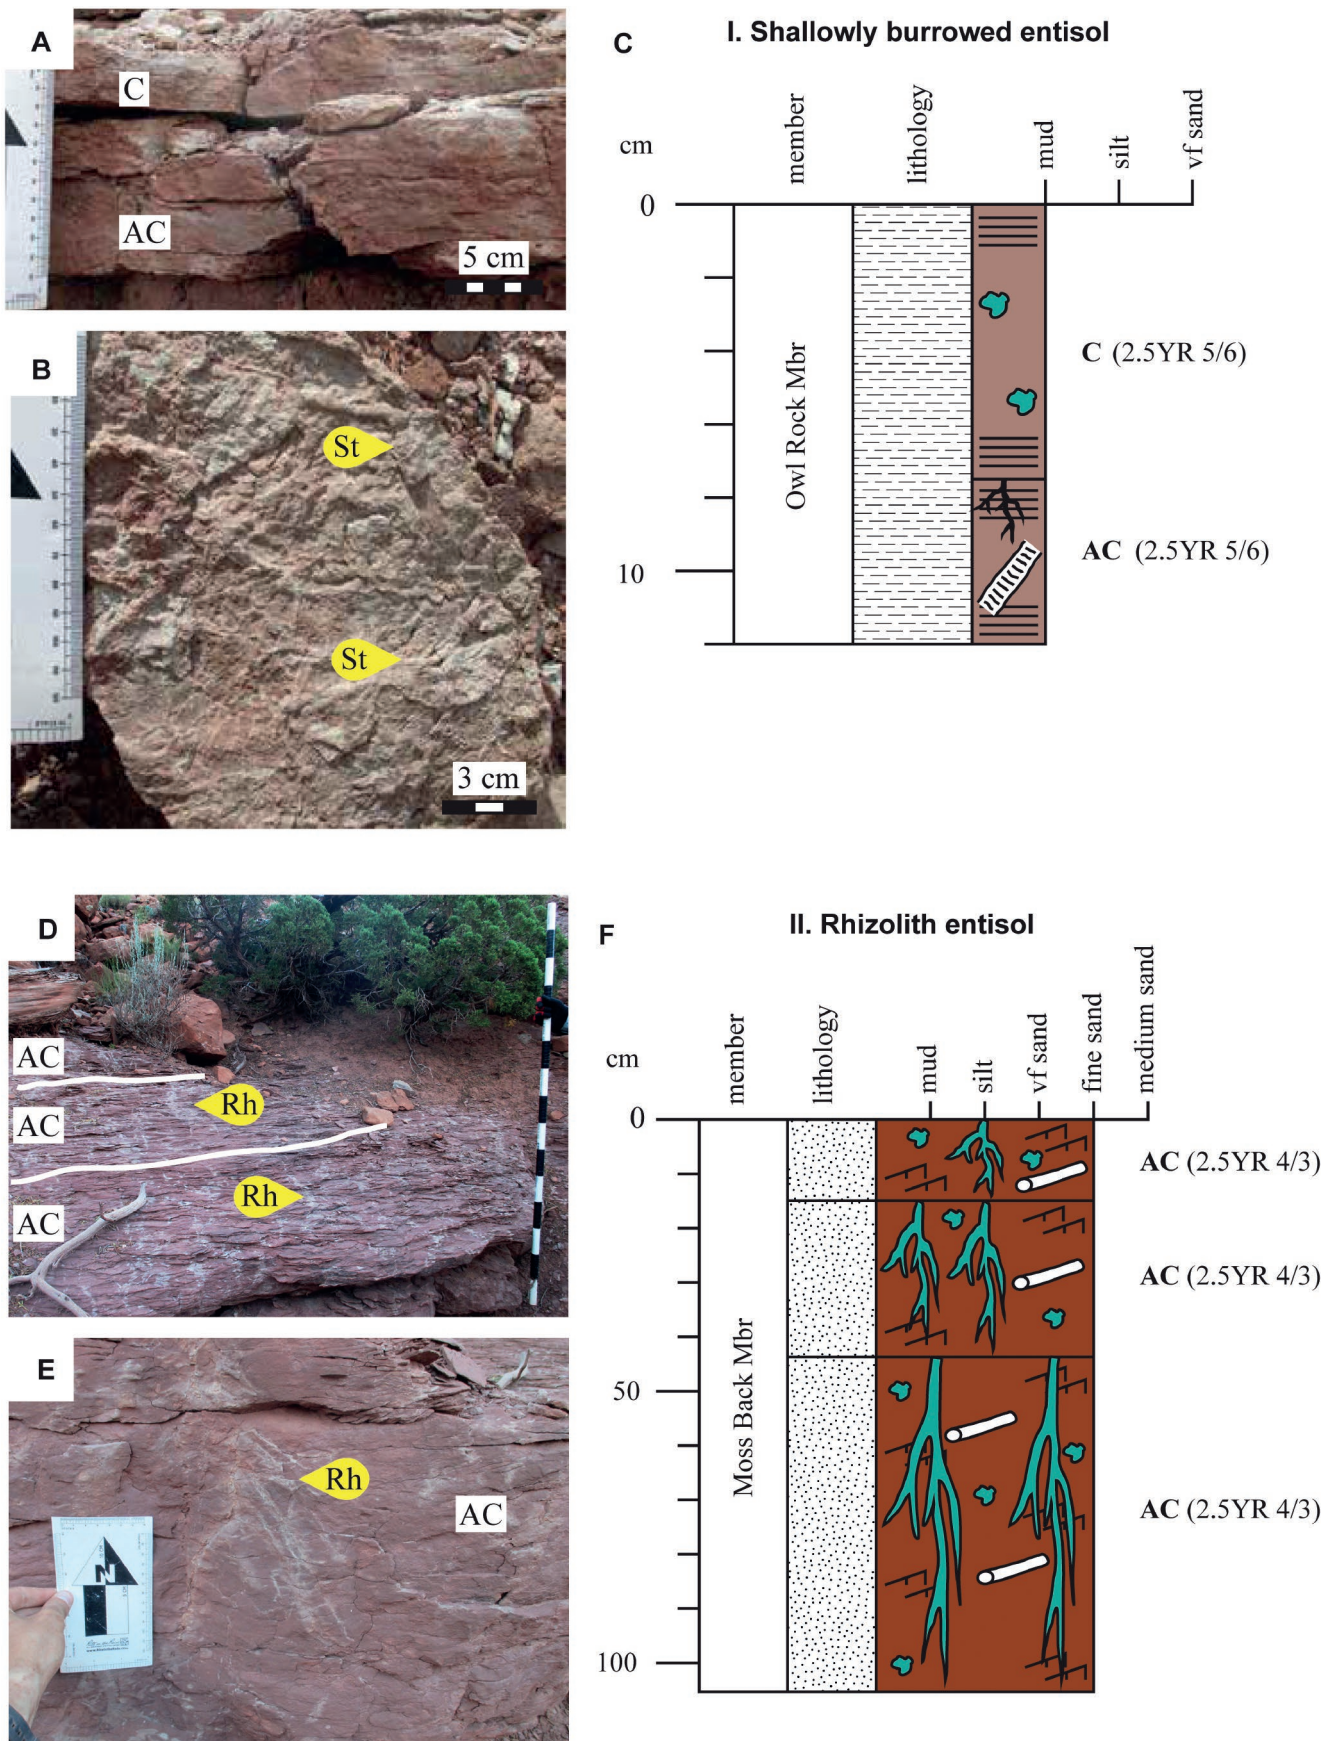 A
C
AC
5 cm
B
St
St
3 cm
C
I. Shallowly burrowed entisol
cm
member
lithology
mud
silt
vf sand
0
10
Owl Rock Mbr
C (2.5YR 5/6)
AC (2.5YR 5/6)
D
AC
AC
AC
Rh
Rh
E
Rh
AC
N
F
II. Rhizolith entisol
cm
member
lithology
mud
silt
vf sand
fine sand
medium sand
0
50
100
Moss Back Mbr
AC (2.5YR 4/3)
AC (2.5YR 4/3)
AC (2.5YR 4/3)